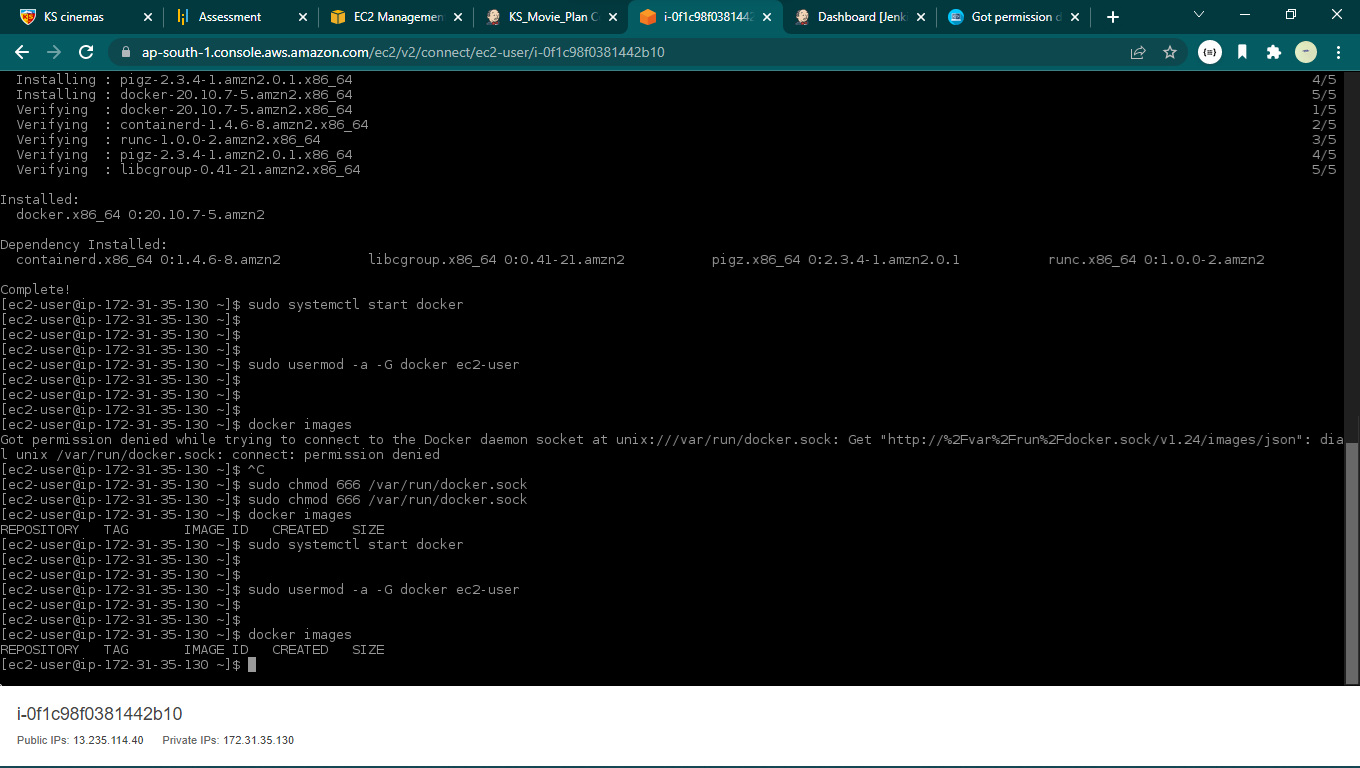 KS cinemas
Assessment
EC2 Managemen
KS_Movie_Plan C
i-0f1c98f0381442
Dashboard [Jenk
Got permission d
ap-south-1.console.aws.amazon.com/ec2/v2/connect/ec2-user/i-0f1c98f0381442b10
Installing : pigz-2.3.4-1.amzn2.0.1.x86_64 4/5
Installing : docker-20.10.7-5.amzn2.x86_64 5/5
Verifying : docker-20.10.7-5.amzn2.x86_64 1/5
Verifying : containerd-1.4.6-8.amzn2.x86_64 2/5
Verifying : runc-1.0.0-2.amzn2.x86_64 3/5
Verifying : pigz-2.3.4-1.amzn2.0.1.x86_64 4/5
Verifying : libcgroup-0.41-21.amzn2.x86_64 5/5
Installed:
docker.x86_64 0:20.10.7-5.amzn2
Dependency Installed:
containerd.x86_64 0:1.4.6-8.amzn2 libcgroup.x86_64 0:0.41-21.amzn2 pigz.x86_64 0:2.3.4-1.amzn2.0.1 runc.x86_64 0:1.0.0-2.amzn2
Complete!
[ec2-user@ip-172-31-35-130 ~]$ sudo systemctl start docker
[ec2-user@ip-172-31-35-130 ~]$
[ec2-user@ip-172-31-35-130 ~]$
[ec2-user@ip-172-31-35-130 ~]$
[ec2-user@ip-172-31-35-130 ~]$ sudo usermod -a -G docker ec2-user
[ec2-user@ip-172-31-35-130 ~]$
[ec2-user@ip-172-31-35-130 ~]$
[ec2-user@ip-172-31-35-130 ~]$
[ec2-user@ip-172-31-35-130 ~]$ docker images
Got permission denied while trying to connect to the Docker daemon socket at unix:///var/run/docker.sock: Get "http://%2Fvar%2Frun%2Fdocker.sock/v1.24/images/json": dia
l unix /var/run/docker.sock: connect: permission denied
[ec2-user@ip-172-31-35-130 ~]$ ^C
[ec2-user@ip-172-31-35-130 ~]$ sudo chmod 666 /var/run/docker.sock
[ec2-user@ip-172-31-35-130 ~]$ sudo chmod 666 /var/run/docker.sock
[ec2-user@ip-172-31-35-130 ~]$ docker images
REPOSITORY TAG IMAGE ID CREATED SIZE
[ec2-user@ip-172-31-35-130 ~]$ sudo systemctl start docker
[ec2-user@ip-172-31-35-130 ~]$
[ec2-user@ip-172-31-35-130 ~]$
[ec2-user@ip-172-31-35-130 ~]$ sudo usermod -a -G docker ec2-user
[ec2-user@ip-172-31-35-130 ~]$
[ec2-user@ip-172-31-35-130 ~]$
[ec2-user@ip-172-31-35-130 ~]$ docker images
REPOSITORY TAG IMAGE ID CREATED SIZE
[ec2-user@ip-172-31-35-130 ~]$
i-0f1c98f0381442b10
Public IPs: 13.235.114.40 Private IPs: 172.31.35.130